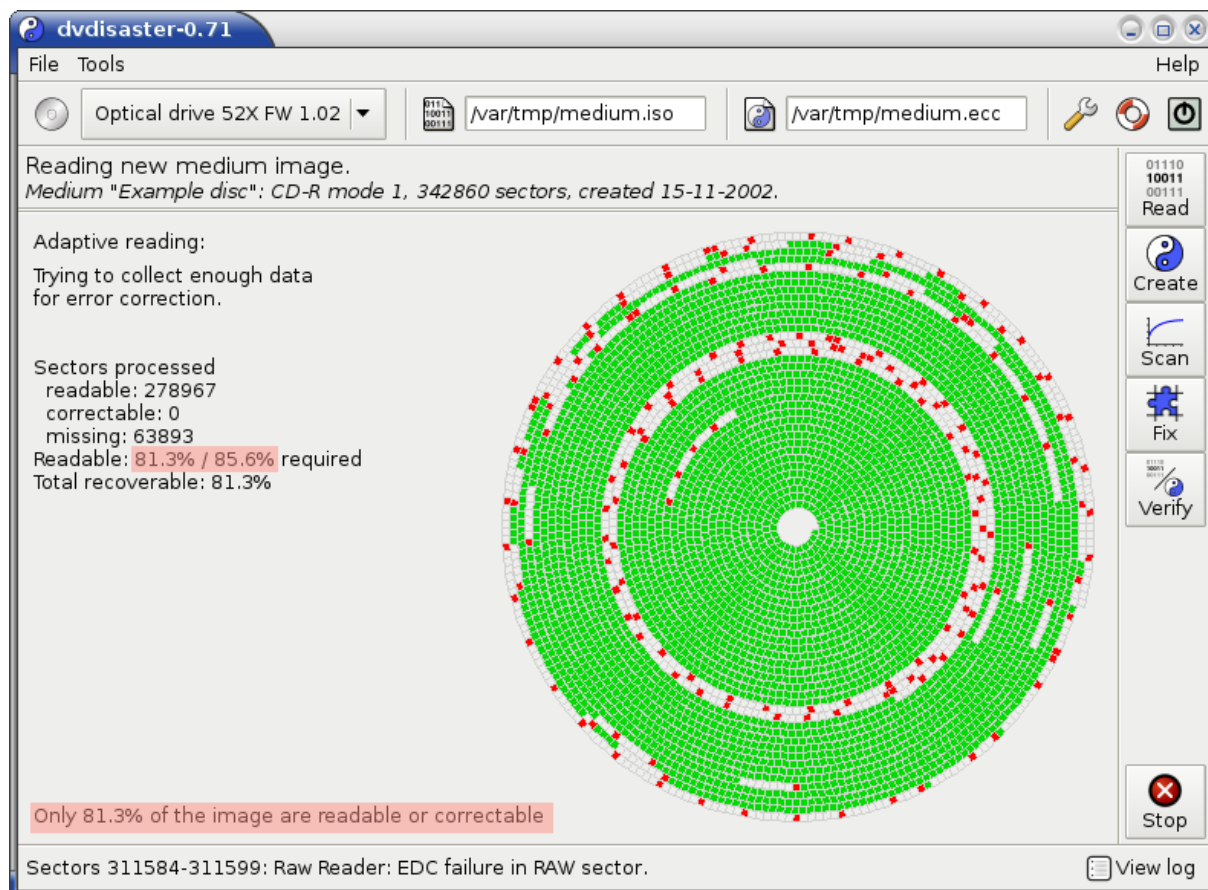 dvdisaster-0.71
File Tools Help
Optical drive 52X FW 1.02 /var/tmp/medium.iso /var/tmp/medium.ecc
Reading new medium image.
Medium "Example disc": CD-R mode 1, 342860 sectors, created 15-11-2002.
01110
10011
00111
Read
Adaptive reading:
Trying to collect enough data
for error correction.
Create
Scan
Sectors processed
readable: 278967
correctable: 0
missing: 63893
Readable: 81.3% / 85.6% required
Total recoverable: 81.3%
Fix
Verify
Only 81.3% of the image are readable or correctable
Stop
Sectors 311584-311599: Raw Reader: EDC failure in RAW sector. View log